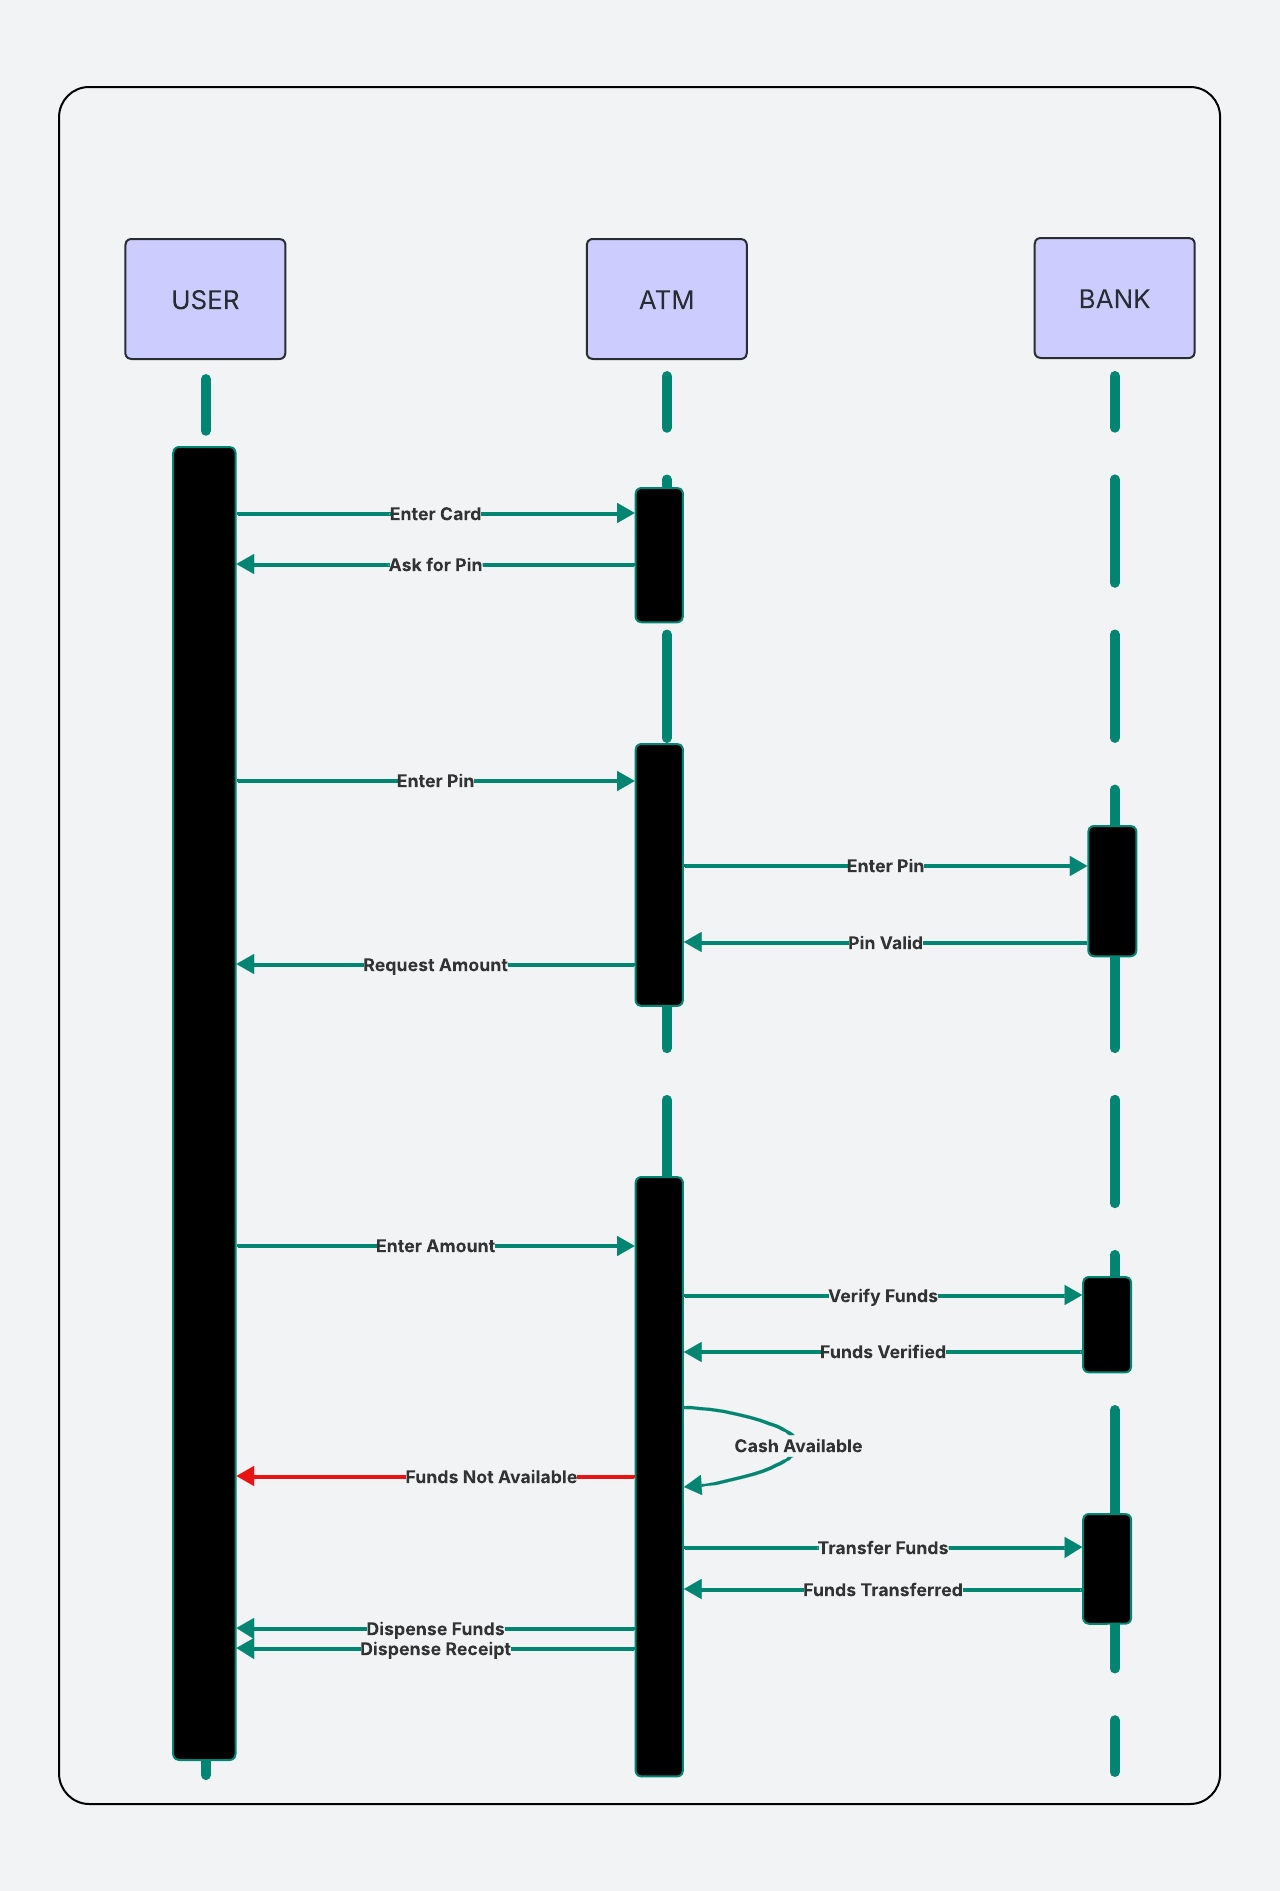 USER
ATM
BANK
Enter Card
Ask for Pin
Enter Pin
Enter Pin
Pin Valid
Request Amount
Enter Amount
Verify Funds
Funds Verified
Cash Available
Funds Not Available
Transfer Funds
Funds Transferred
Dispense Funds
Dispense Receipt